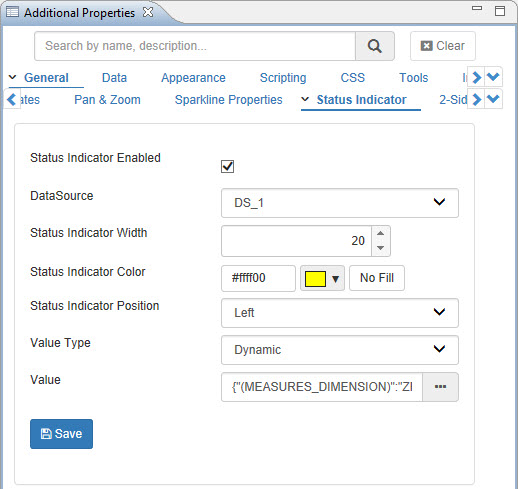 Additional Properties
Search by name, description...
Clear
General Data Appearance Scripting CSS Tools
Pan & Zoom Sparkline Properties Status Indicator 2-Sid
Status Indicator Enabled
DataSource DS_1
Status Indicator Width 20
Status Indicator Color #ffff00 No Fill
Status Indicator Position Left
Value Type Dynamic
Value {"(MEASURES_DIMENSION)":"ZI ...
Save